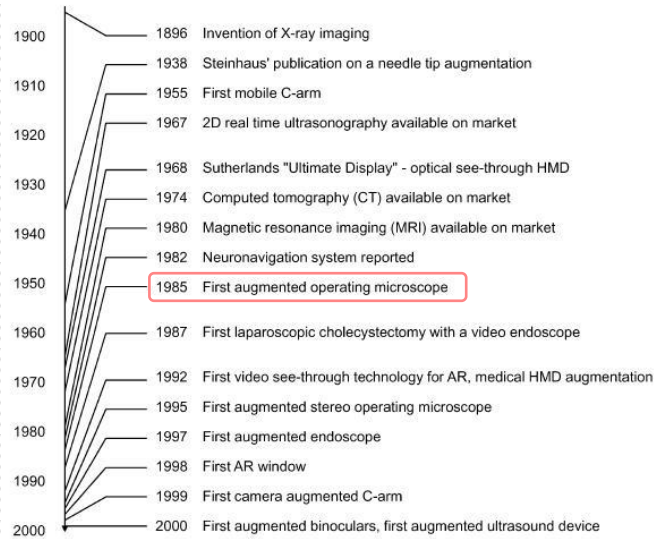 1900
1910
1920
1930
1940
1950
1960
1970
1980
1990
2000
1896 Invention of X-ray imaging
1938 Steinhaus' publication on a needle tip augmentation
1955 First mobile C-arm
1967 2D real time ultrasonography available on market
1968 Sutherlands "Ultimate Display" - optical see-through HMD
1974 Computed tomography (CT) available on market
1980 Magnetic resonance imaging (MRI) available on market
1982 Neuronavigation system reported
1985 First augmented operating microscope
1987 First laparoscopic cholecystectomy with a video endoscope
1992 First video see-through technology for AR, medical HMD augmentation
1995 First augmented stereo operating microscope
1997 First augmented endoscope
1998 First AR window
1999 First camera augmented C-arm
2000 First augmented binoculars, first augmented ultrasound device